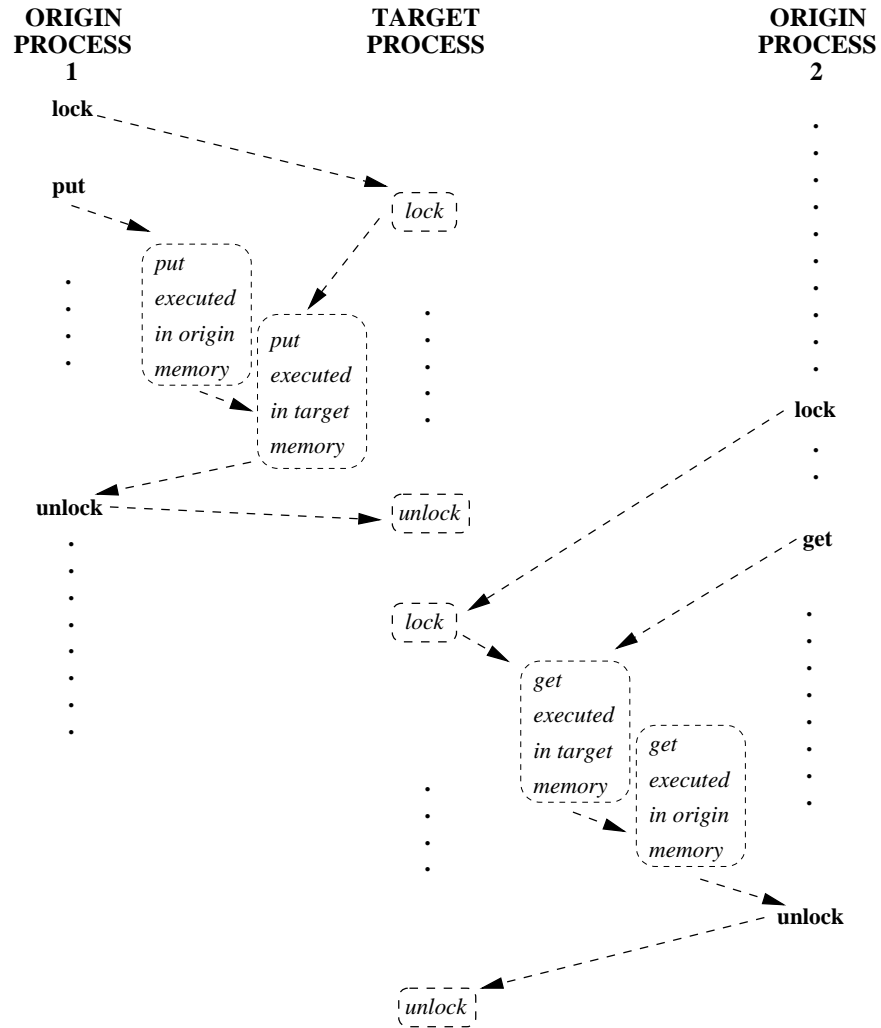 ORIGIN
PROCESS
1
TARGET
PROCESS
ORIGIN
PROCESS
2
lock
put
lock
put
executed
in origin
memory
put
executed
in target
memory
lock
unlock
unlock
get
lock
get
executed
in target
memory
get
executed
in origin
memory
unlock
unlock